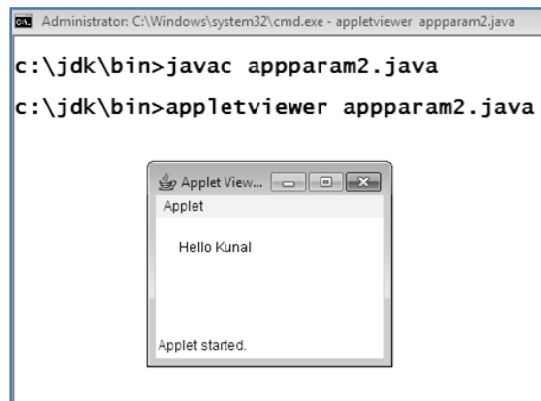 Administrator: C:\Windows\system32\cmd.exe - appletviewer appparam2.java
c:\jdk\bin>javac appparam2.java
c:\jdk\bin>appletviewer appparam2.java
Applet View...
Applet
Hello Kunal
Applet started.